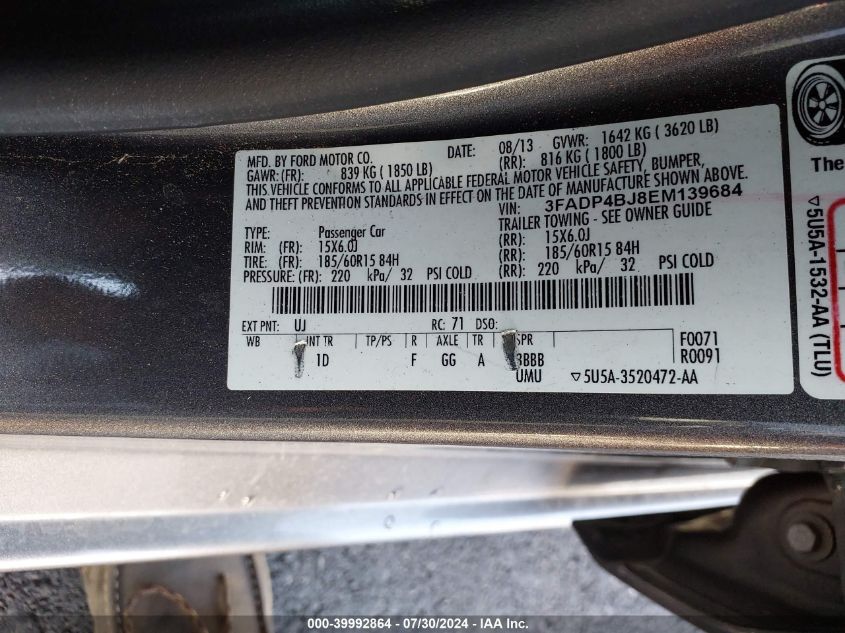 MFD. BY FORD MOTOR CO. DATE: 08/13 GVWR: 1642 KG ( 3620 LB)
GAWR: (FR): 839 KG ( 1850 LB) (RR): 816 KG ( 1800 LB)
THIS VEHICLE CONFORMS TO ALL APPLICABLE FEDERAL MOTOR VEHICLE SAFETY, BUMPER,
AND THEFT PREVENTION STANDARDS IN EFFECT ON THE DATE OF MANUFACTURE SHOWN ABOVE.
VIN: 3FADP4BJ8EM139684
TYPE: Passenger Car TRAILER TOWING - SEE OWNER GUIDE
RIM: (FR): 15X6.0J (RR): 15X6.0J
TIRE: (FR): 185/60R15 84H (RR): 185/60R15 84H
PRESSURE: (FR): 220 kPa/ 32 PSI COLD (RR): 220 kPa/ 32 PSI COLD
EXT PNT: UJ RC: 71 DSO:
WB INT TR TP/PS R AXLE TR SPR F0071
1D F GG A 3BBB R0091
UMU ▽5U5A-3520472-AA
The
▽5U5A-1532-AA (TLU)
000-39992864 / 07/30/2024 - IAA Inc.